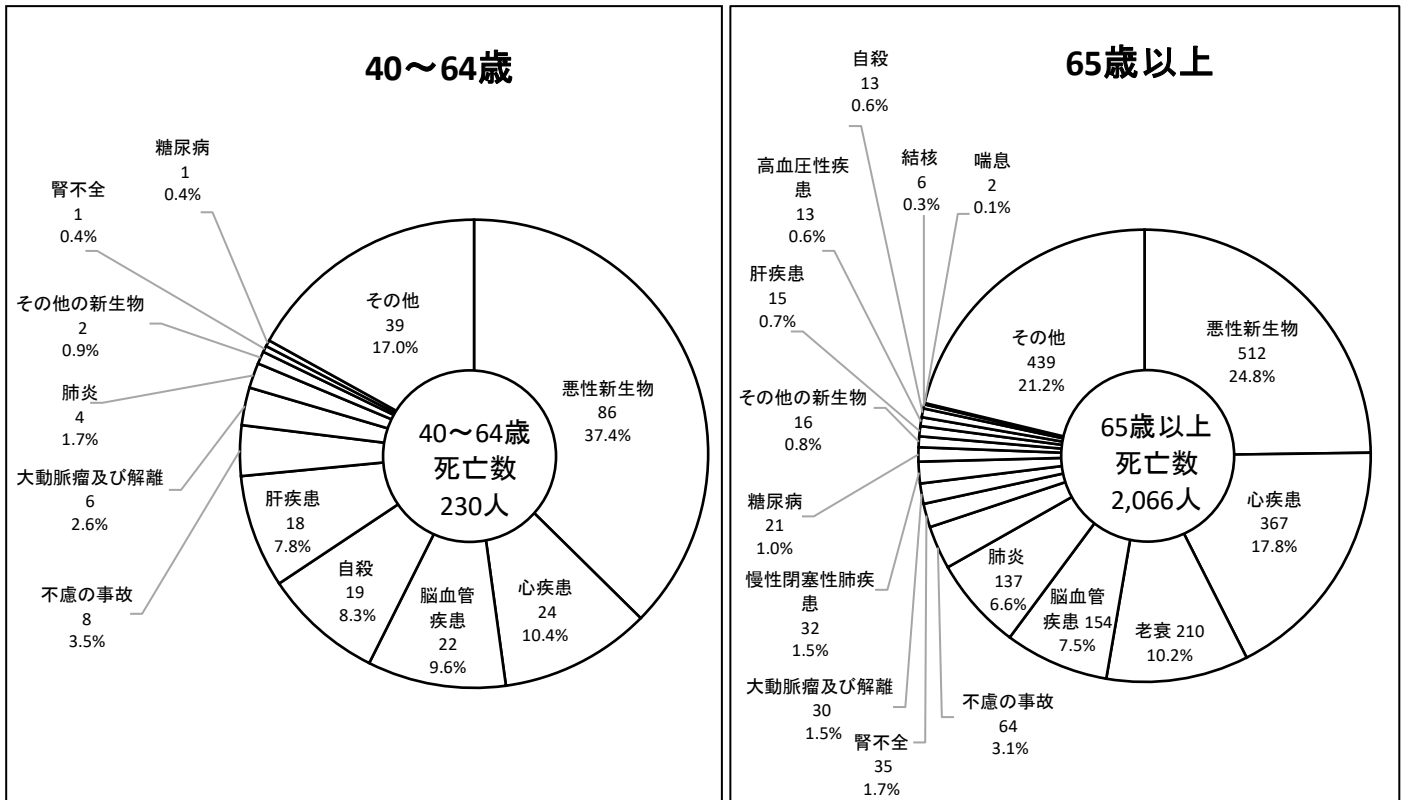 40～64歳
糖尿病
1
0.4%
腎不全
1
0.4%
その他の新生物
2
0.9%
肺炎
4
1.7%
大動脈瘤及び解離
6
2.6%
不慮の事故
8
3.5%
肝疾患
18
7.8%
自殺
19
8.3%
脳血管
疾患
22
9.6%
心疾患
24
10.4%
悪性新生物
86
37.4%
その他
39
17.0%
40～64歳
死亡数
230人
65歳以上
自殺
13
0.6%
結核
6
0.3%
喘息
2
0.1%
高血圧性疾
患
13
0.6%
肝疾患
15
0.7%
その他の新生物
16
0.8%
糖尿病
21
1.0%
慢性閉塞性肺疾
患
32
1.5%
大動脈瘤及び解離
30
1.5%
腎不全
35
1.7%
不慮の事故
64
3.1%
肺炎
137
6.6%
脳血管
疾患 154
7.5%
老衰 210
10.2%
心疾患
367
17.8%
悪性新生物
512
24.8%
その他
439
21.2%
65歳以上
死亡数
2,066人